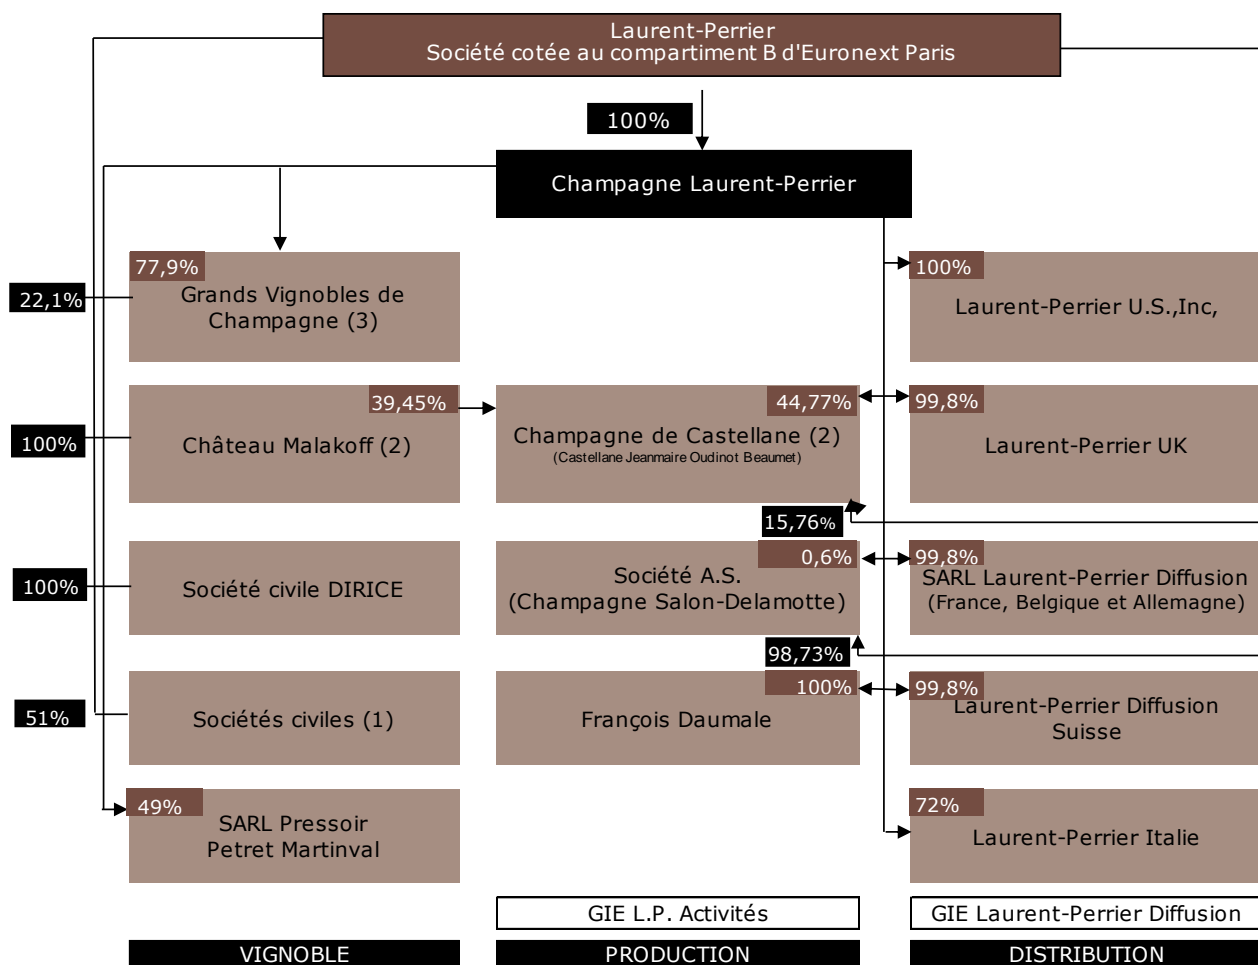 Laurent-Perrier
Société cotée au compartiment B d'Euronext Paris
100%
Champagne Laurent-Perrier
77,9%
22,1%
Grands Vignobles de
Champagne (3)
100%
Laurent-Perrier U.S.,Inc,
39,45%
100%
Château Malakoff (2)
44,77%
Champagne de Castellane (2)
(Castellane Jeanmaire Oudinot Beaumet)
99,8%
Laurent-Perrier UK
15,76%
100%
Société civile DIRICE
0,6%
Société A.S.
(Champagne Salon-Delamotte)
99,8%
SARL Laurent-Perrier Diffusion
(France, Belgique et Allemagne)
98,73%
51%
Sociétés civiles (1)
100%
François Daumale
99,8%
Laurent-Perrier Diffusion
Suisse
49%
SARL Pressoir
Petret Martinval
72%
Laurent-Perrier Italie
GIE L.P. Activités
GIE Laurent-Perrier Diffusion
VIGNOBLE
PRODUCTION
DISTRIBUTION